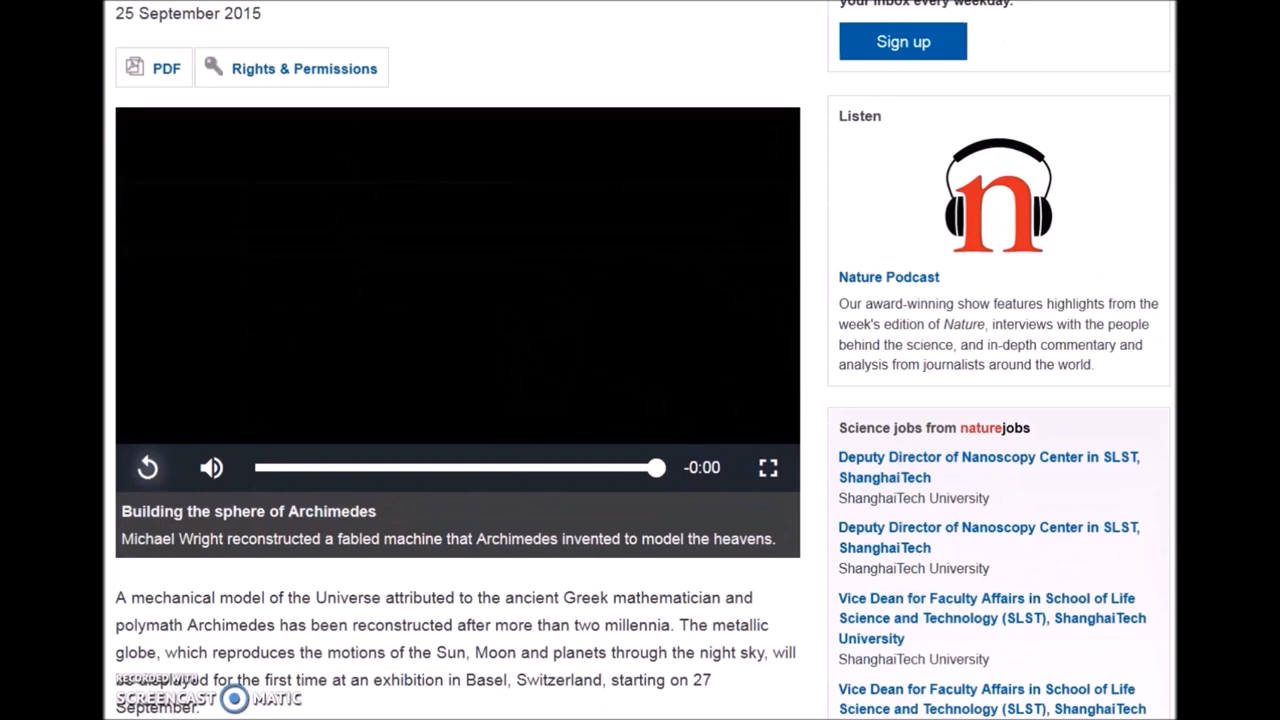 25 September 2015
PDF
Rights & Permissions
-0:00
Building the sphere of Archimedes
Michael Wright reconstructed a fabled machine that Archimedes invented to model the heavens.
A mechanical model of the Universe attributed to the ancient Greek mathematician and
polymath Archimedes has been reconstructed after more than two millennia. The metallic
globe, which reproduces the motions of the Sun, Moon and planets through the night sky, will
be displayed for the first time at an exhibition in Basel, Switzerland, starting on 27
September.
RECORDED WITH
SCREENCAST MATIC
your inbox every weekday.
Sign up
Listen
n
Nature Podcast
Our award-winning show features highlights from the
week's edition of Nature, interviews with the people
behind the science, and in-depth commentary and
analysis from journalists around the world.
Science jobs from naturejobs
Deputy Director of Nanoscopy Center in SLST,
ShanghaiTech
ShanghaiTech University
Deputy Director of Nanoscopy Center in SLST,
ShanghaiTech
ShanghaiTech University
Vice Dean for Faculty Affairs in School of Life
Science and Technology (SLST), ShanghaiTech
University
ShanghaiTech University
Vice Dean for Faculty Affairs in School of Life
Science and Technology (SLST), ShanghaiTech